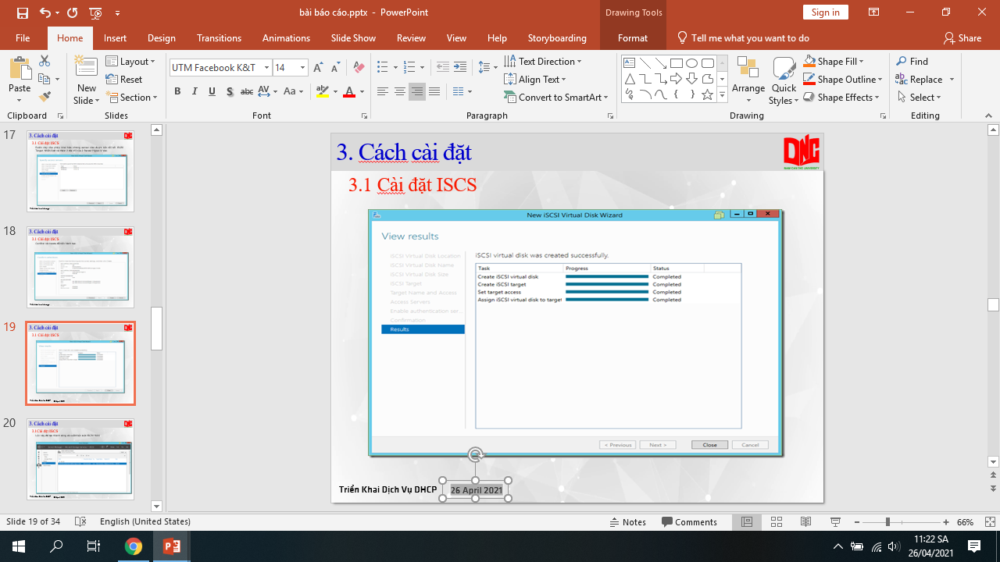 bài báo cáo.pptx - PowerPoint
Drawing Tools
Sign in
File
Home
Insert
Design
Transitions
Animations
Slide Show
Review
View
Help
Storyboarding
Format
Tell me what you want to do
Share
Paste
Clipboard
New Slide
Layout
Reset
Section
Slides
UTM Facebook K&T
14
B I U S abc AV Aa
A
Font
Text Direction
Align Text
Convert to SmartArt
Paragraph
Arrange
Quick Styles
Shape Fill
Shape Outline
Shape Effects
Drawing
Find
Replace
Select
Editing
17
3. Cách cài đặt
3.1 Cài đặt ISCS
18
3. Cách cài đặt
3.1 Cài đặt ISCS
19
3. Cách cài đặt
3.1 Cài đặt ISCS
20
3. Cách cài đặt
3.1 Cài đặt ISCS
3. Cách cài đặt
DNC
NAM CAN THO UNIVERSITY
3.1 Cài đặt ISCS
New iSCSI Virtual Disk Wizard
View results
iSCSI Virtual Disk Location
iSCSI Virtual Disk Name
iSCSI Virtual Disk Size
iSCSI Target
Target Name and Access
Access Servers
Enable authentication ser...
Confirmation
Results
iSCSI virtual disk was created successfully.
Task Progress Status
Create iSCSI virtual disk Completed
Create iSCSI target Completed
Set target access Completed
Assign iSCSI virtual disk to target Completed
< Previous
Next >
Close
Cancel
Triển Khai Dịch Vụ DHCP
26 April 2021
Slide 19 of 34
English (United States)
Notes
Comments
66%
11:22 SA
26/04/2021